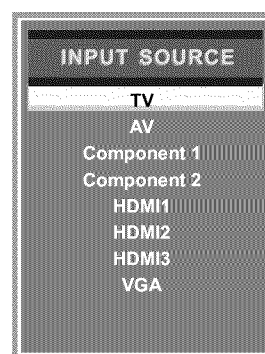 INPUT SOURCE
TV
AV
Component 1
Component 2
HDMI1
HDMI2
HDMI3
VGA